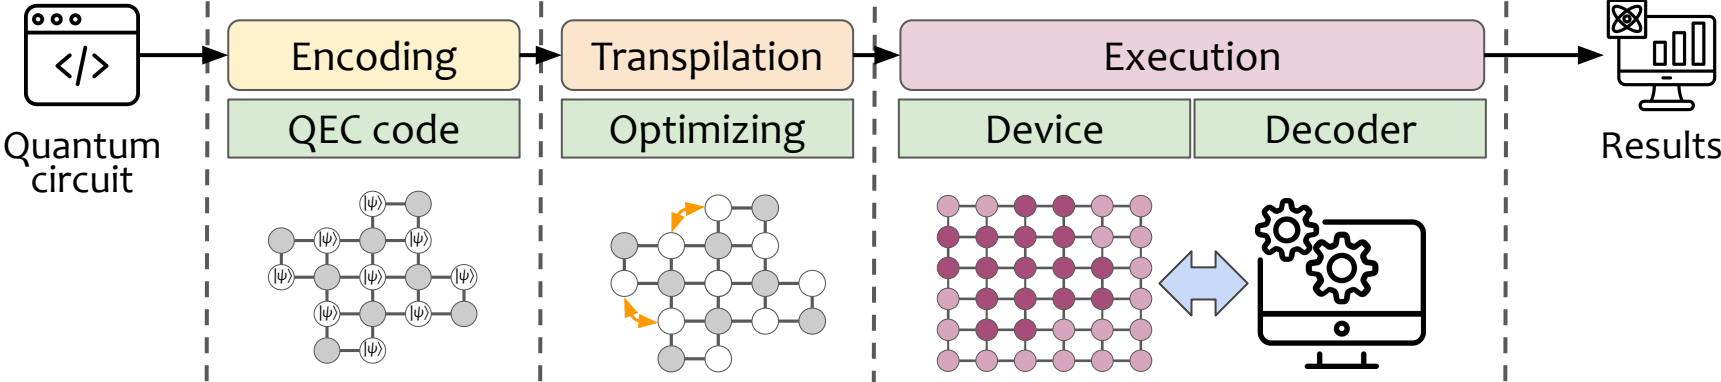 </>
Quantum
circuit
Encoding
QEC code
Transpilation
Optimizing
Execution
Device
Decoder
Results
|ψ⟩
|ψ⟩
|ψ⟩
|ψ⟩
|ψ⟩
|ψ⟩
|ψ⟩
|ψ⟩
|ψ⟩